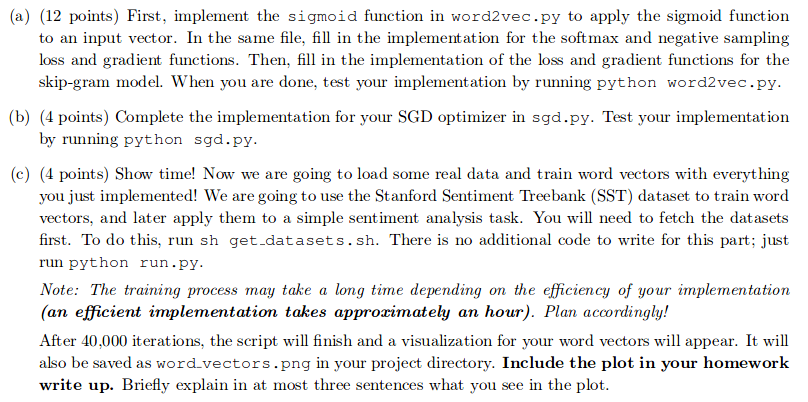 (a) (12 points) First, implement the sigmoid function in word2vec.py to apply the sigmoid function
to an input vector. In the same file, fill in the implementation for the softmax and negative sampling
loss and gradient functions. Then, fill in the implementation of the loss and gradient functions for the
skip-gram model. When you are done, test your implementation by running python word2vec.py.
(b) (4 points) Complete the implementation for your SGD optimizer in sgd.py. Test your implementation
by running python sgd.py.
(c) (4 points) Show time! Now we are going to load some real data and train word vectors with everything
you just implemented! We are going to use the Stanford Sentiment Treebank (SST) dataset to train word
vectors, and later apply them to a simple sentiment analysis task. You will need to fetch the datasets
first. To do this, run sh get_datasets.sh. There is no additional code to write for this part; just
run python run.py.
Note: The training process may take a long time depending on the efficiency of your implementation
(an efficient implementation takes approximately an hour). Plan accordingly!
After 40,000 iterations, the script will finish and a visualization for your word vectors will appear. It will
also be saved as word_vectors.png in your project directory. Include the plot in your homework
write up. Briefly explain in at most three sentences what you see in the plot.